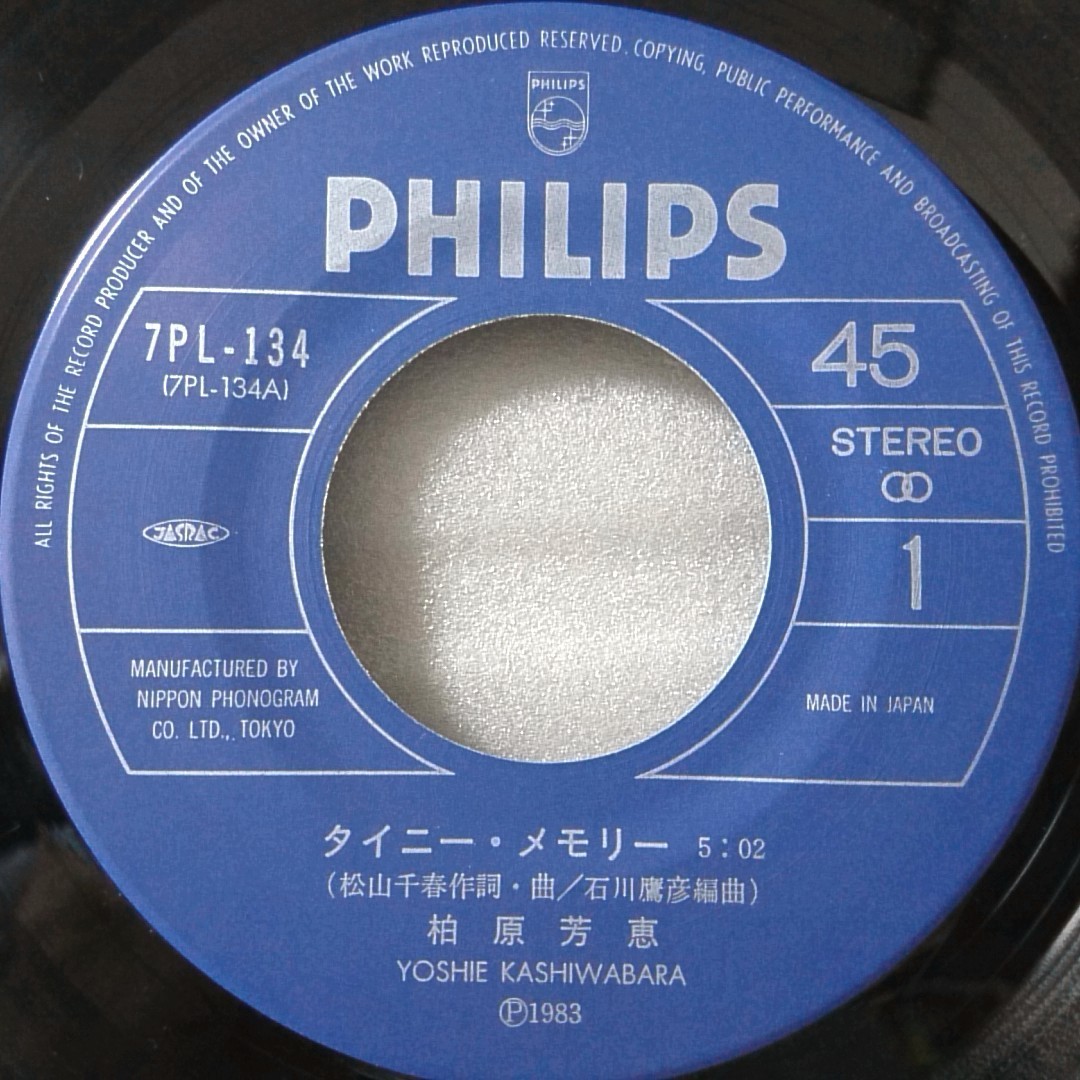 ALL RIGHTS OF THE RECORD PRODUCER AND OF THE OWNER OF THE WORK REPRODUCED RESERVED. COPYING, PUBLIC PERFORMANCE AND BROADCASTING OF THIS RECORD PROHIBITED
PHILIPS
PHILIPS
7PL-134
(7PL-134A)
45
STEREO
JASRAC
1
MANUFACTURED BY
NIPPON PHONOGRAM
CO. LTD., TOKYO
MADE IN JAPAN
タイニー・メモリー 5:02
(松山千春作詞・曲/石川鷹彦編曲)
柏原芳恵
YOSHIE KASHIWABARA
Ⓟ1983